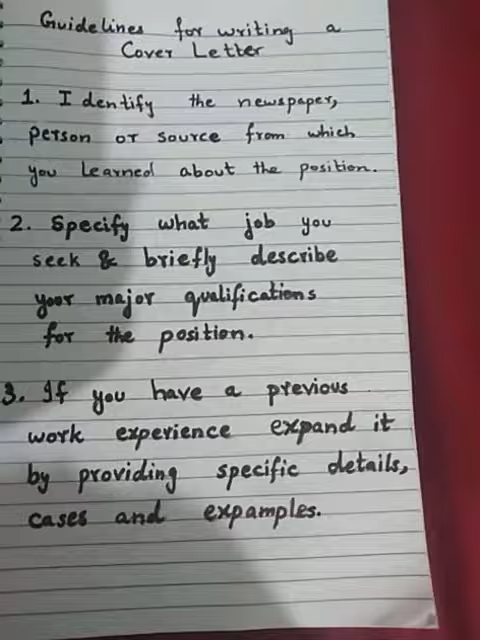 Guidelines for writing a
Cover Letter
1. Identify the newspaper,
person or source from which
you learned about the position.
2. Specify what job you
seek & briefly describe
your major qualifications
for the position.
3. If you have a previous
work experience expand it
by providing specific details,
cases and expamples.